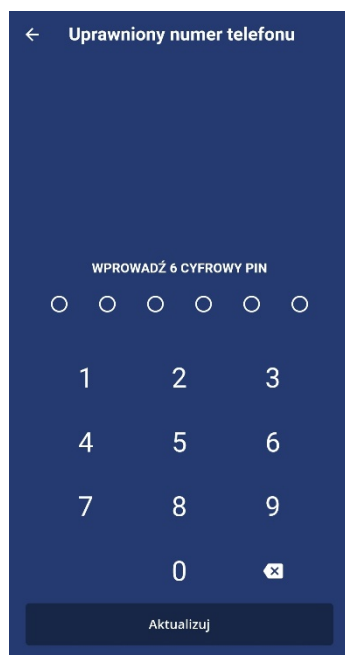 Uprawniony numer telefonu
WPROWADŹ 6 CYFROWY PIN
1 2 3
4 5 6
7 8 9
0
Aktualizuj